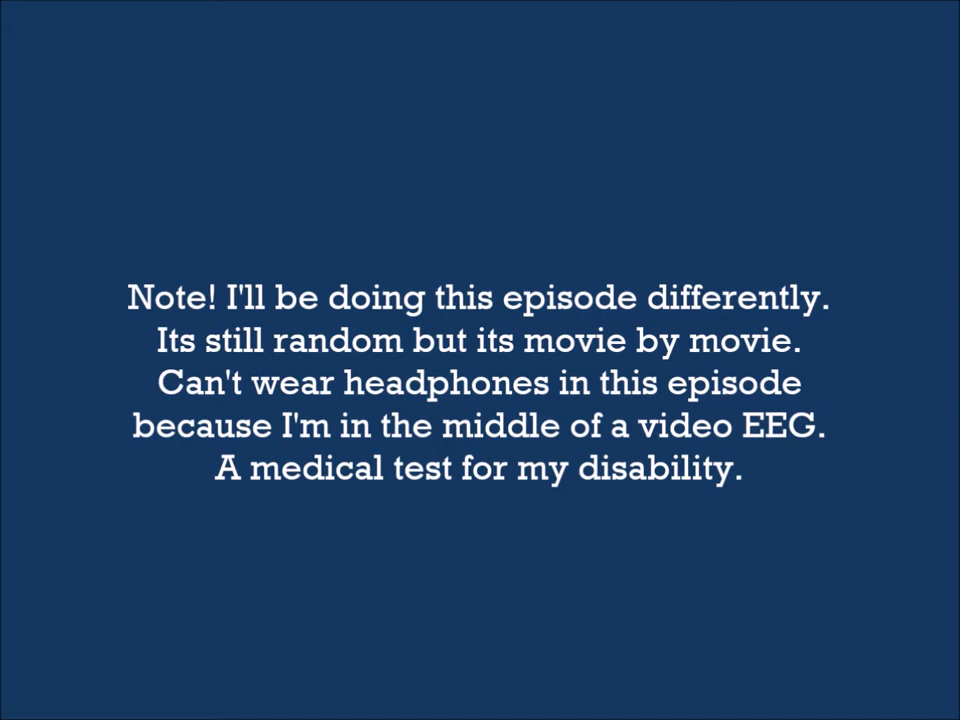 Note! I'll be doing this episode differently.
Its still random but its movie by movie.
Can't wear headphones in this episode
because I'm in the middle of a video EEG.
A medical test for my disability.